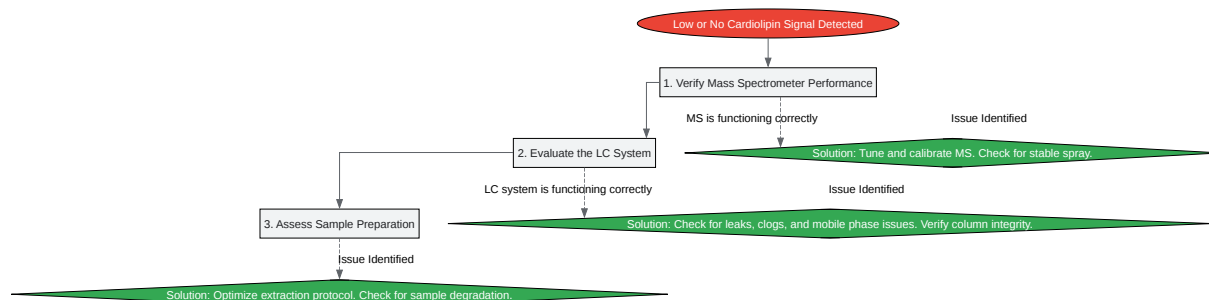 Low or No Cardiolipin Signal Detected
1. Verify Mass Spectrometer Performance
MS is functioning correctly
Issue Identified
2. Evaluate the LC System
Solution: Tune and calibrate MS. Check for stable spray.
LC system is functioning correctly
Issue Identified
3. Assess Sample Preparation
Solution: Check for leaks, clogs, and mobile phase issues. Verify column integrity.
Issue Identified
Solution: Optimize extraction protocol. Check for sample degradation.